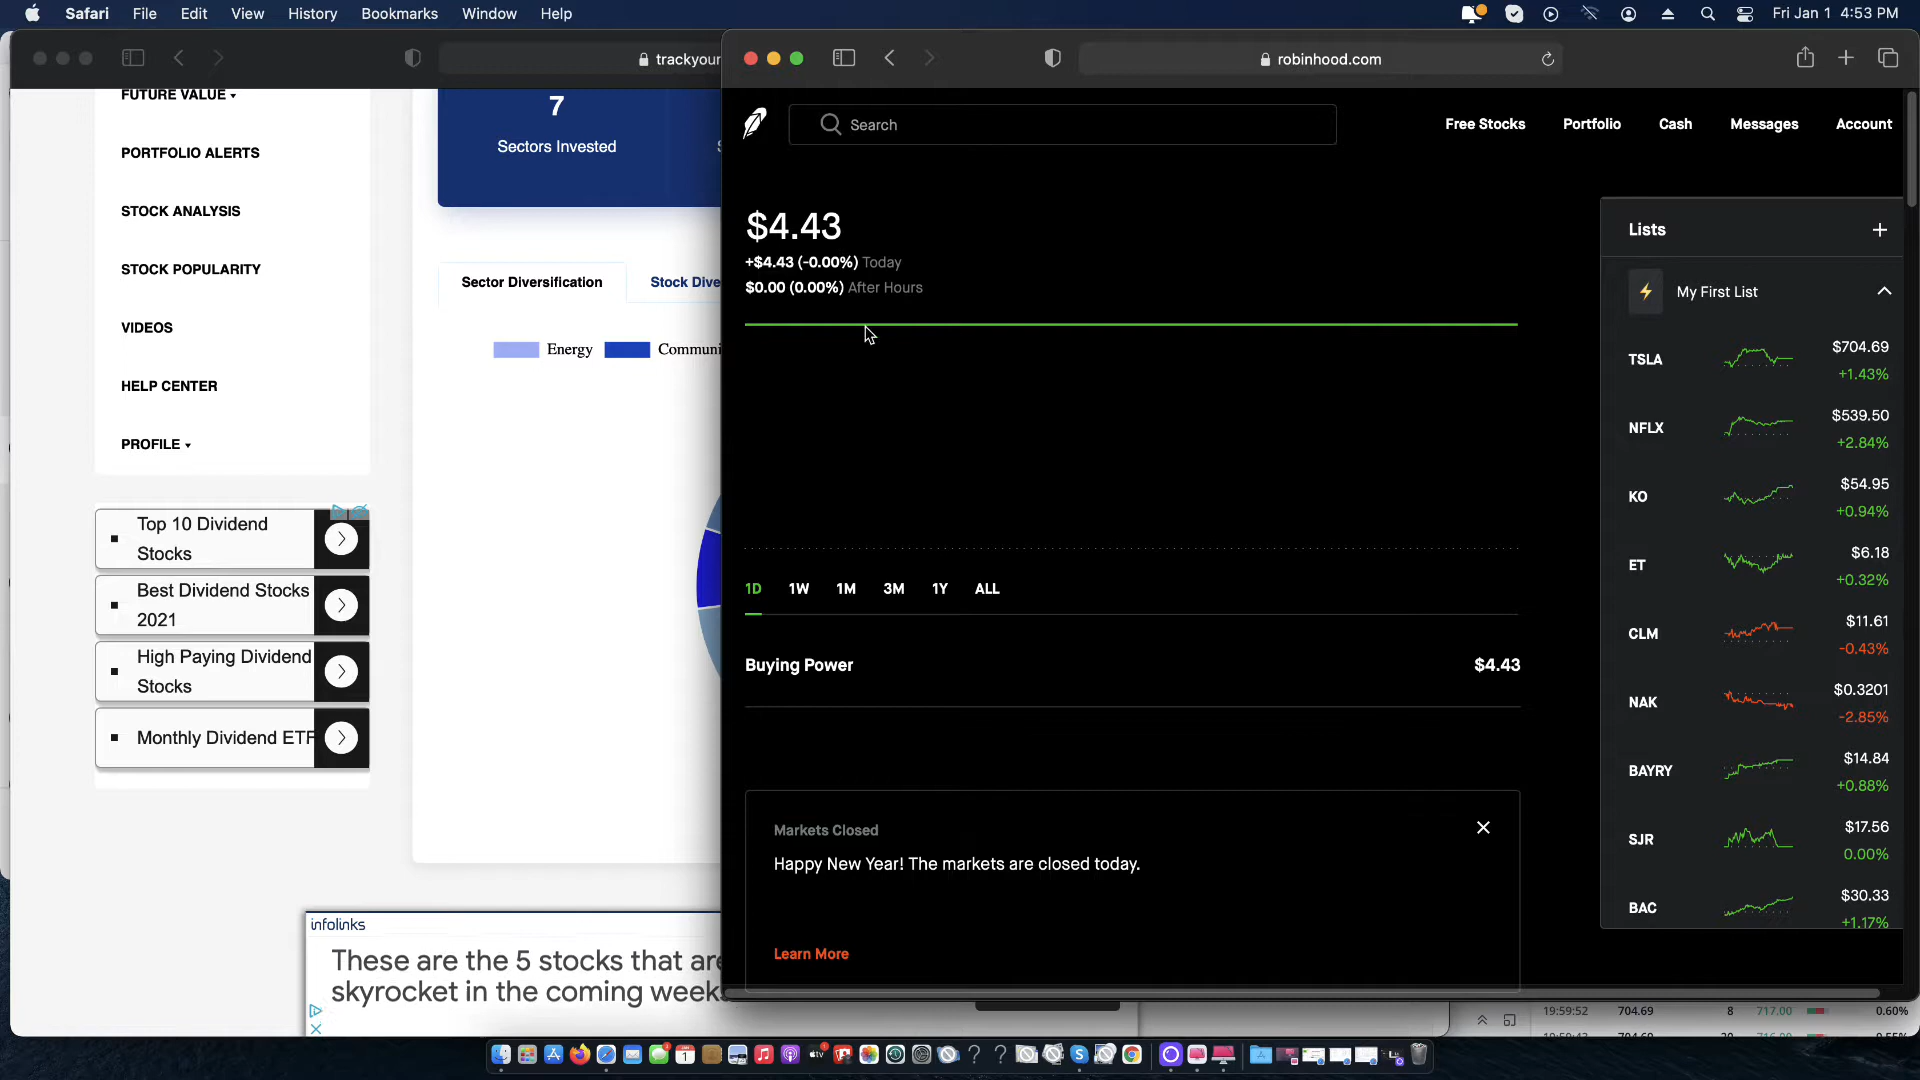 Safari File Edit View History Bookmarks Window Help
Fri Jan 1 4:53 PM
trackyour
robinhood.com
FUTURE VALUE
PORTFOLIO ALERTS
STOCK ANALYSIS
STOCK POPULARITY
VIDEOS
HELP CENTER
PROFILE
Top 10 Dividend
Stocks
Best Dividend Stocks
2021
High Paying Dividend
Stocks
Monthly Dividend ETF
7
Sectors Invested
Sector Diversification
Stock Dive
Energy
Communi
infolinks
These are the 5 stocks that are
skyrocket in the coming weeks
Search
Free Stocks
Portfolio
Cash
Messages
Account
$4.43
+$4.43 (-0.00%) Today
$0.00 (0.00%) After Hours
1D 1W 1M 3M 1Y ALL
Buying Power
$4.43
Markets Closed
Happy New Year! The markets are closed today.
Learn More
Lists
My First List
TSLA
$704.69
+1.43%
NFLX
$539.50
+2.84%
KO
$54.95
+0.94%
ET
$6.18
+0.32%
CLM
$11.61
-0.43%
NAK
$0.3201
-2.85%
BAYRY
$14.84
+0.88%
SJR
$17.56
0.00%
BAC
$30.33
+1.17%
19:59:52 704.69 8 717.00 0.60%